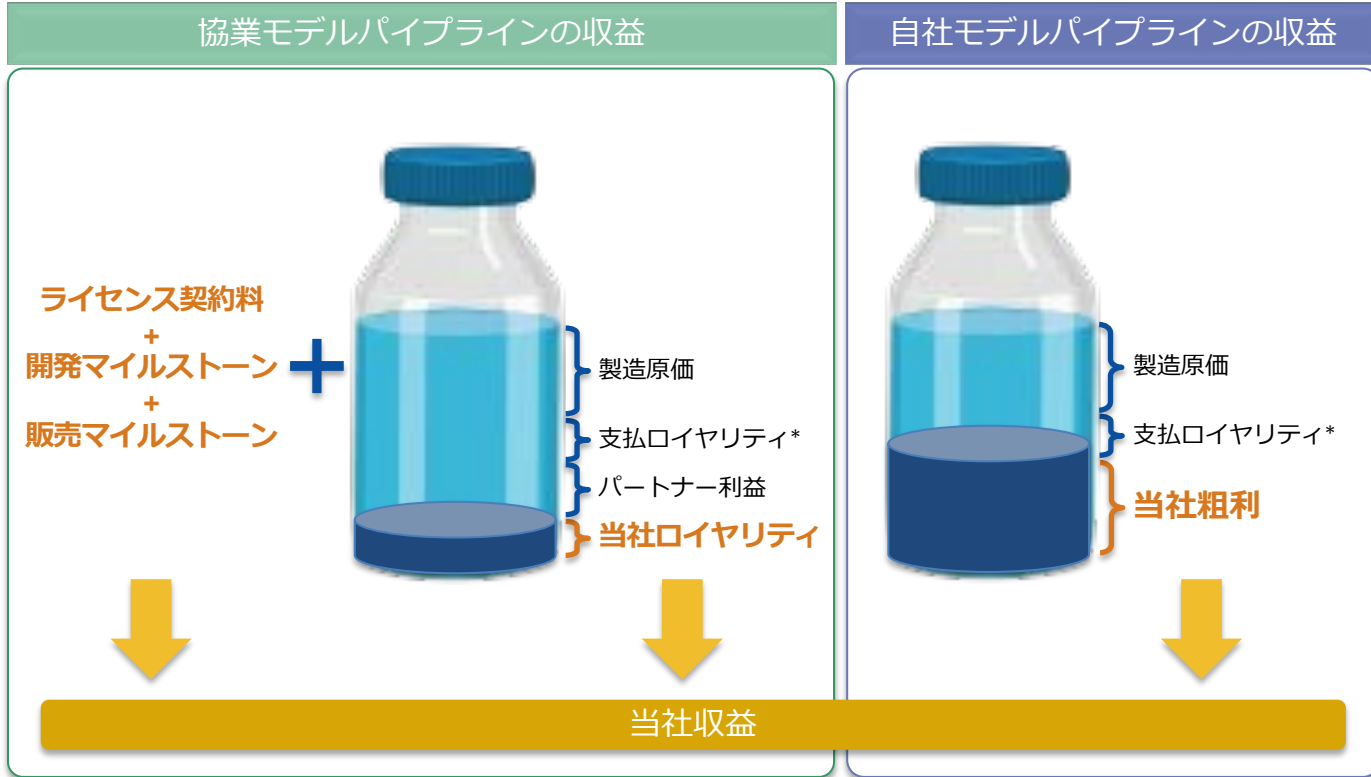 協業モデルパイプラインの収益
ライセンス契約料
+
開発マイルストーン
+
販売マイルストーン
+
製造原価
支払ロイヤリティ*
パートナー利益
当社ロイヤリティ
自社モデルパイプラインの収益
製造原価
支払ロイヤリティ*
当社粗利
当社収益